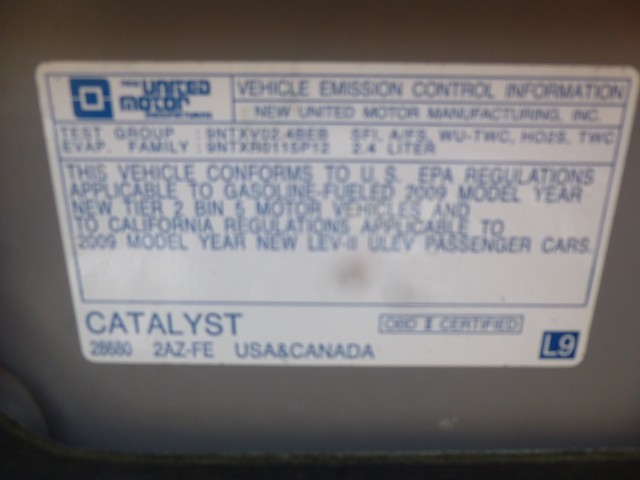 NEW UNITED MOTOR MANUFACTURING
VEHICLE EMISSION CONTROL INFORMATION
NEW UNITED MOTOR MANUFACTURING, INC.
TEST GROUP : 9NTXV02.4BEB SFI, A/FS, WU-TWC, HO2S, TWC
EVAP. FAMILY : 9NTXR0115P12 2.4 LITER
THIS VEHICLE CONFORMS TO U.S. EPA REGULATIONS
APPLICABLE TO GASOLINE-FUELED 2009 MODEL YEAR
NEW TIER 2 BIN 5 MOTOR VEHICLES AND
TO CALIFORNIA REGULATIONS APPLICABLE TO
2009 MODEL YEAR NEW LEV-II ULEV PASSENGER CARS.
CATALYST
OBD II CERTIFIED
28680 2AZ-FE USA&CANADA
L9